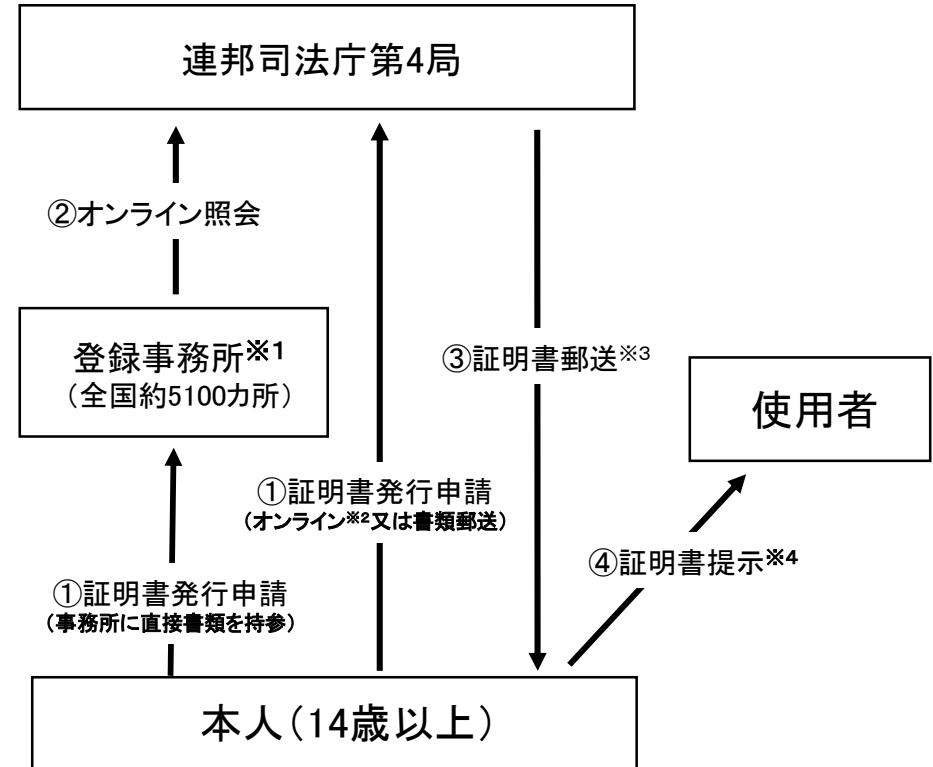 連邦司法庁第4局
②オンライン照会
登録事務所※1
（全国約5100カ所）
③証明書郵送※3
使用者
①証明書発行申請
（オンライン※2又は書類郵送）
④証明書提示※4
①証明書発行申請
（事務所に直接書類を持参）
本人（14歳以上）